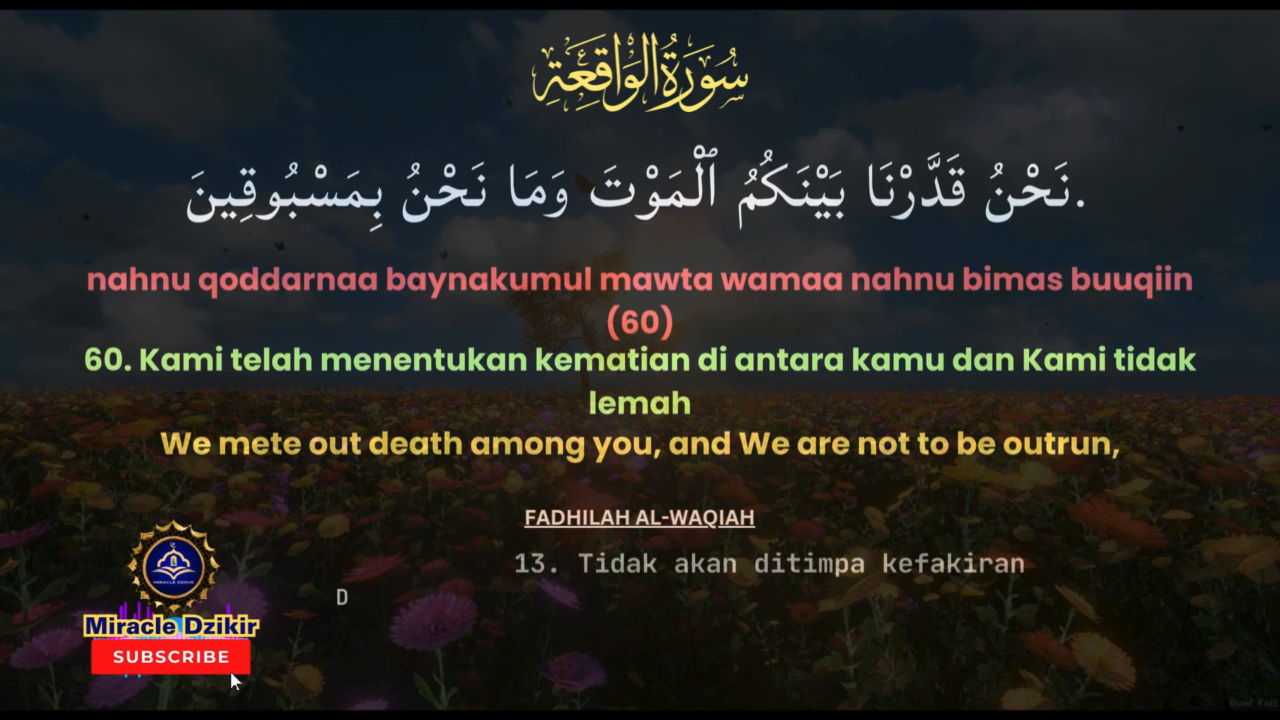 سُورَةُ الوَاقِعَةِ
نَحْنُ قَدَّرْنَا بَيْنَكُمُ ٱلْمَوْتَ وَمَا نَحْنُ بِمَسْبُوقِينَ.
nahnu qoddarnaa baynakumul mawta wamaa nahnu bimas buuqiin
(60)
60. Kami telah menentukan kematian di antara kamu dan Kami tidak
lemah
We mete out death among you, and We are not to be outrun,
FADHILAH AL-WAQIAH
13. Tidak akan ditimpa kefakiran
D
MIRACLE DZIKIR
Miracle Dzikir
SUBSCRIBE